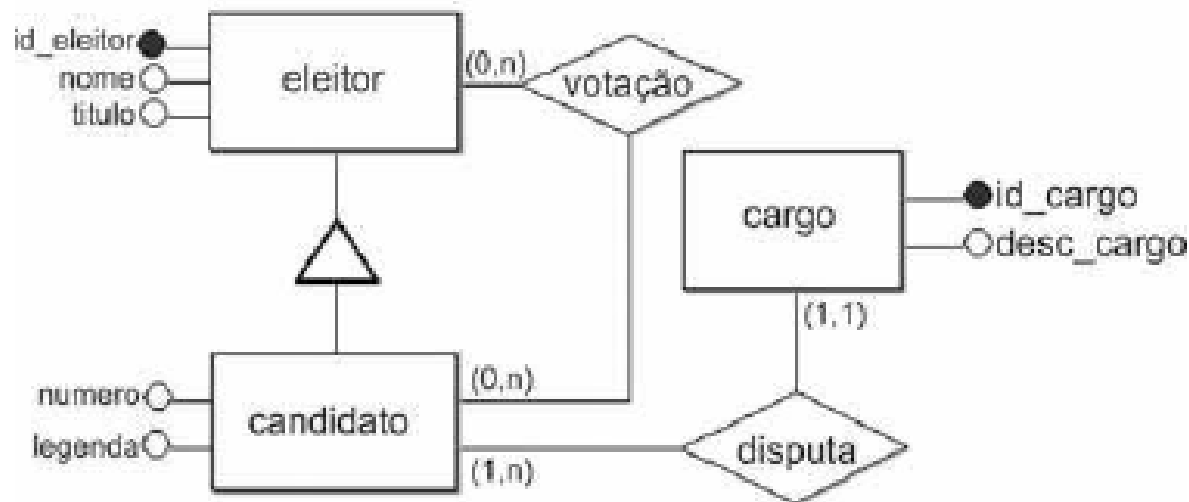 id_eleitor
nome
titulo
eleitor
(0,n)
votação
cargo
id_cargo
desc_cargo
(1,1)
numero
legenda
candidato
(0,n)
(1,n)
disputa